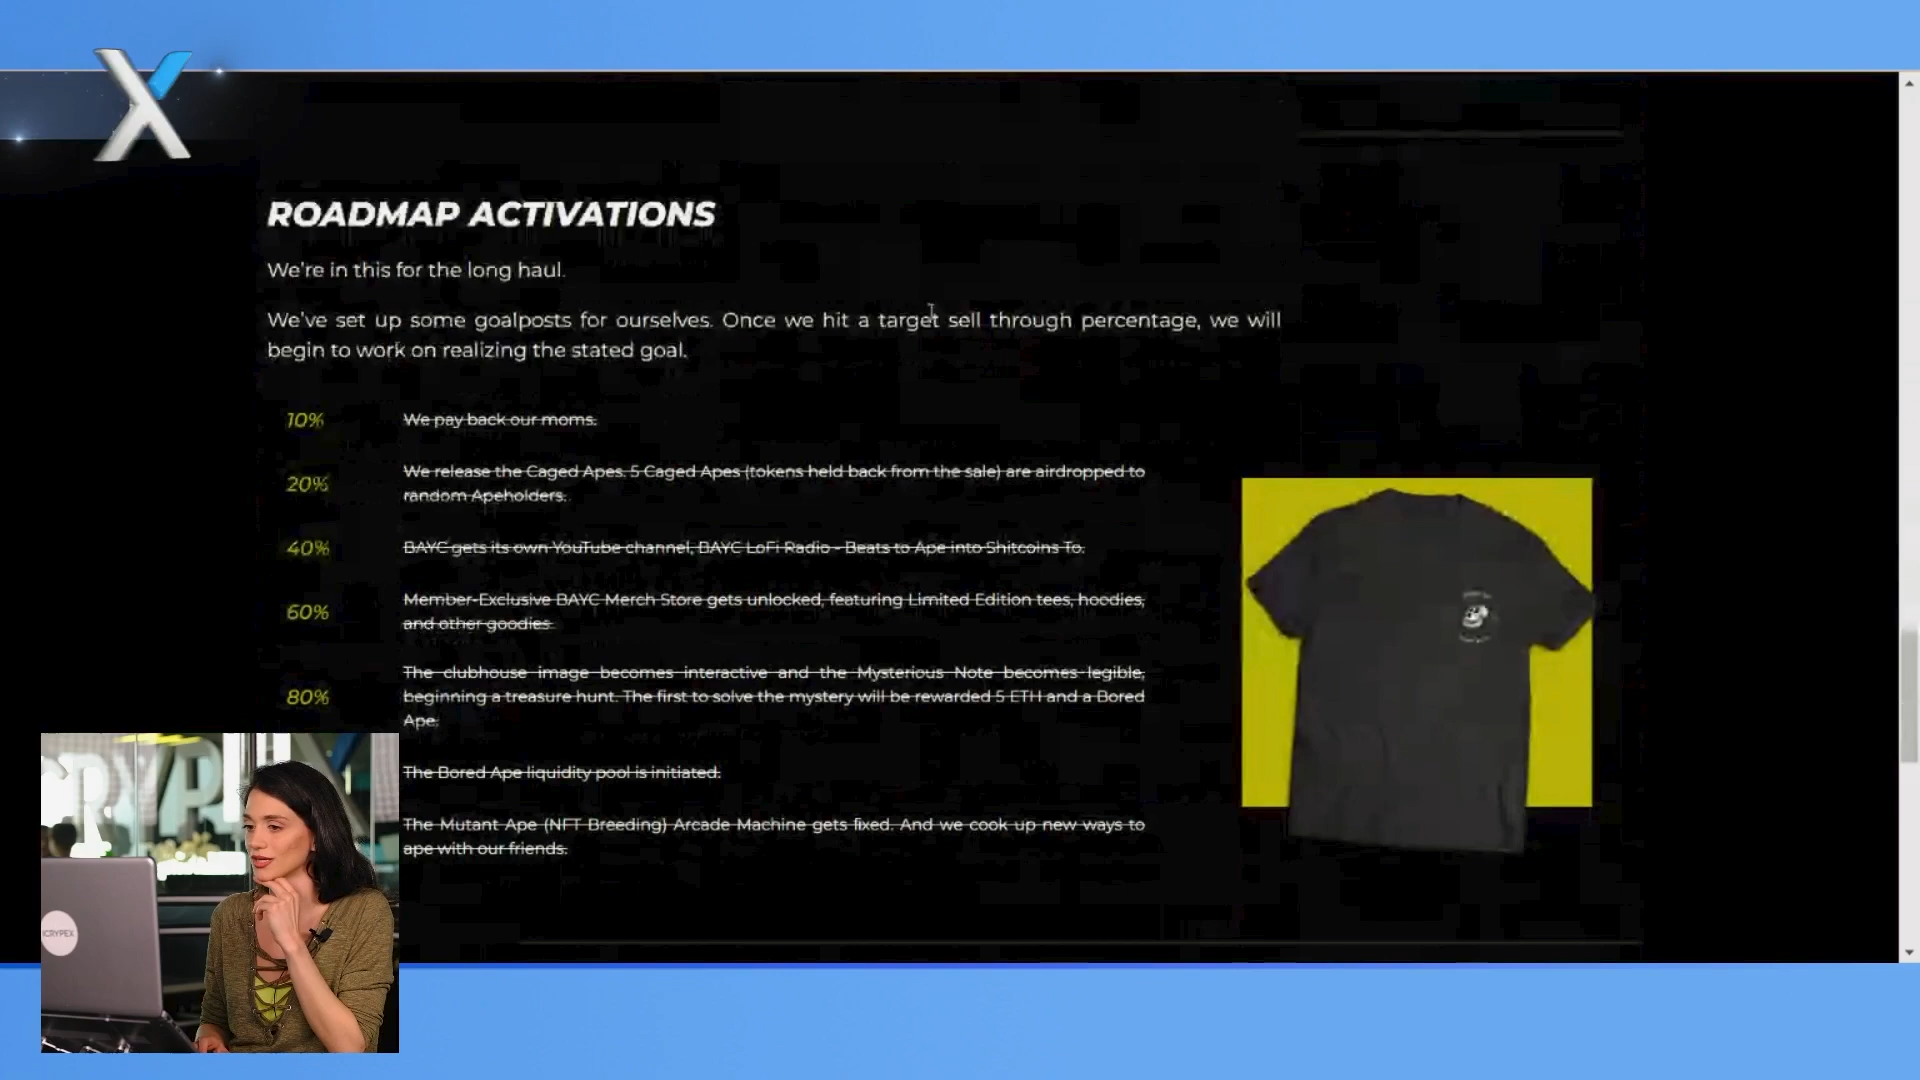 ROADMAP ACTIVATIONS
We're in this for the long haul.
We've set up some goalposts for ourselves. Once we hit a target sell through percentage, we will
begin to work on realizing the stated goal.
10%
We pay back our moms.
20%
We release the Caged Apes. 5 Caged Apes (tokens held back from the sale) are airdropped to
random Apeholders.
40%
BAYC gets its own YouTube channel, BAYC LoFi Radio - Beats to Ape into Shitcoins To.
60%
Member-Exclusive BAYC Merch Store gets unlocked, featuring Limited Edition tees, hoodies,
and other goodies.
80%
The clubhouse image becomes interactive and the Mysterious Note becomes legible,
beginning a treasure hunt. The first to solve the mystery will be rewarded 5 ETH and a Bored
Ape.
The Bored Ape liquidity pool is initiated.
The Mutant Ape (NFT Breeding) Arcade Machine gets fixed. And we cook up new ways to
ape with our friends.
ICRYPEX